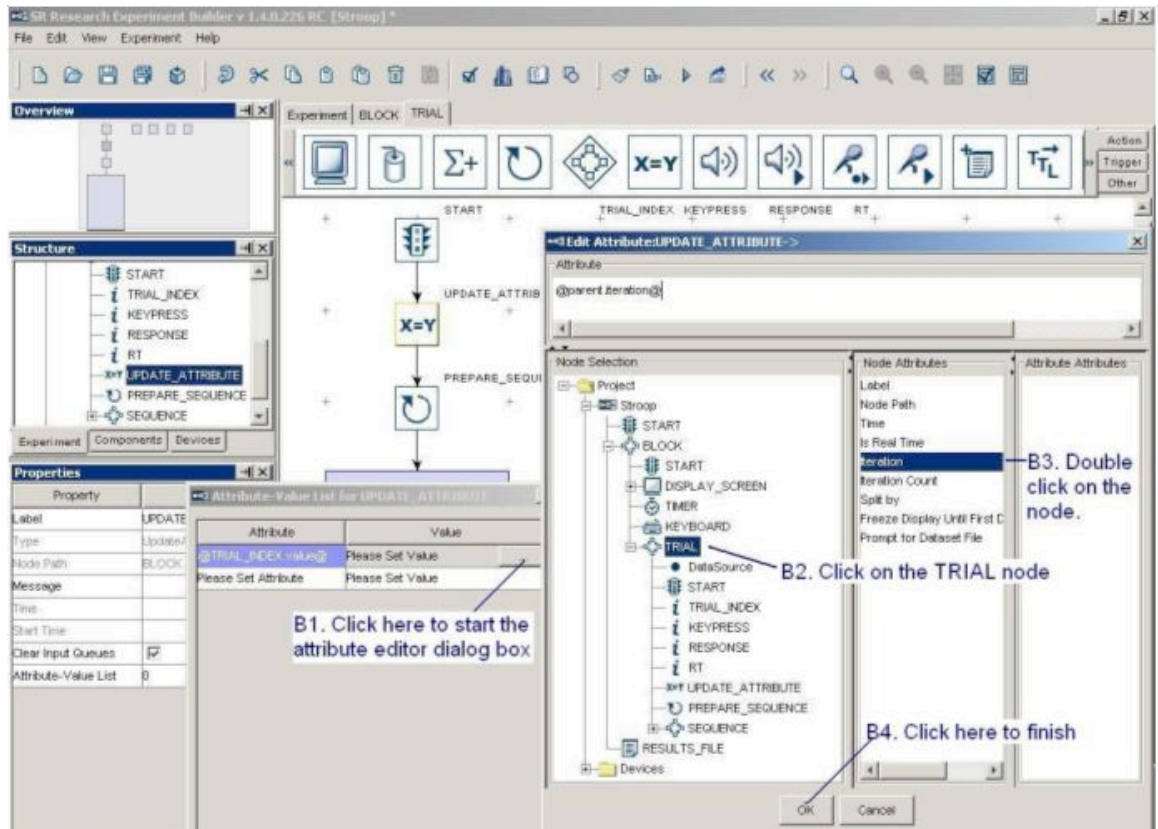 SR Research Experiment Builder v 1.4.0.226 RC [Stroop] *
File Edit View Experiment Help
Overview
Experiment BLOCK TRIAL
Σ+ X=Y TTL
Action
Trigger
Other
START TRIAL_INDEX KEYPRESS RESPONSE RT
UPDATE_ATTRIB
X=Y
PREPARE_SEQUE
Structure
START
TRIAL_INDEX
KEYPRESS
RESPONSE
RT
X=Y UPDATE_ATTRIBUTE
PREPARE_SEQUENCE
SEQUENCE
Experiment Components Devices
Properties
Property
Label UPDATE
Type UpdateA
Node Path BLOCK.
Message
Time
Start Time
Clear Input Queues
Attribute-Value List 0
Attribute-Value List for UPDATE_ATTRIBUTE
Attribute Value
@TRIAL_INDEX.value@ Please Set Value
Please Set Attribute Please Set Value
B1. Click here to start the
attribute editor dialog box
Edit Attribute:UPDATE_ATTRIBUTE->
Attribute
@parent.iteration@
Node Selection
Project
Stroop
START
BLOCK
START
DISPLAY_SCREEN
TIMER
KEYBOARD
TRIAL
DataSource
START
TRIAL_INDEX
KEYPRESS
RESPONSE
RT
X=Y UPDATE_ATTRIBUTE
PREPARE_SEQUENCE
SEQUENCE
RESULTS_FILE
Devices
B2. Click on the TRIAL node
Node Attributes
Label
Node Path
Time
Is Real Time
Iteration
Iteration Count
Split by
Freeze Display Until First D
Prompt for Dataset File
Attribute Attributes
B3. Double
click on the
node.
B4. Click here to finish
OK Cancel